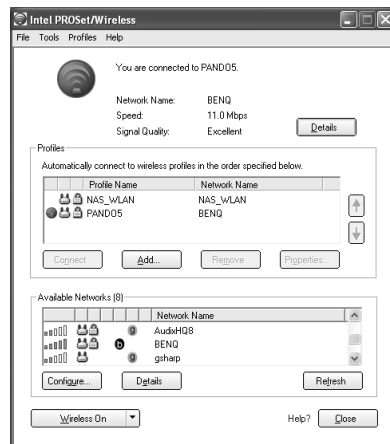 Intel PROSet/Wireless
File Tools Profiles Help
You are connected to PANDO5.
Network Name: BENQ
Speed: 11.0 Mbps
Signal Quality: Excellent
Details
Profiles
Automatically connect to wireless profiles in the order specified below.
Profile Name Network Name
NAS_WLAN NAS_WLAN
PANDO5 BENQ
Connect Add... Remove Properties...
Available Networks (8)
Network Name
AudixHQ8
b BENQ
gsharp
Configure... Details Refresh
Wireless On Help? Close